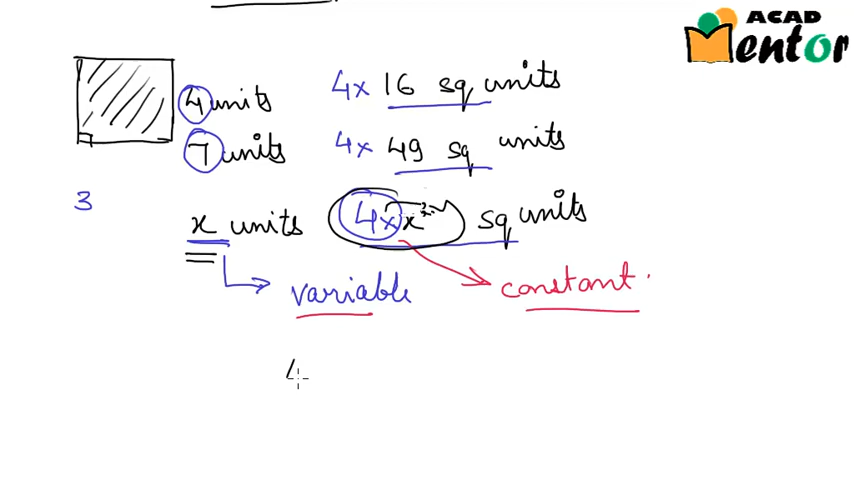 ACAD
Mentor
4 units 4x 16 sq units
7 units 4x 49 sq units
3
x units 4x x² sq units
variable constant.
4